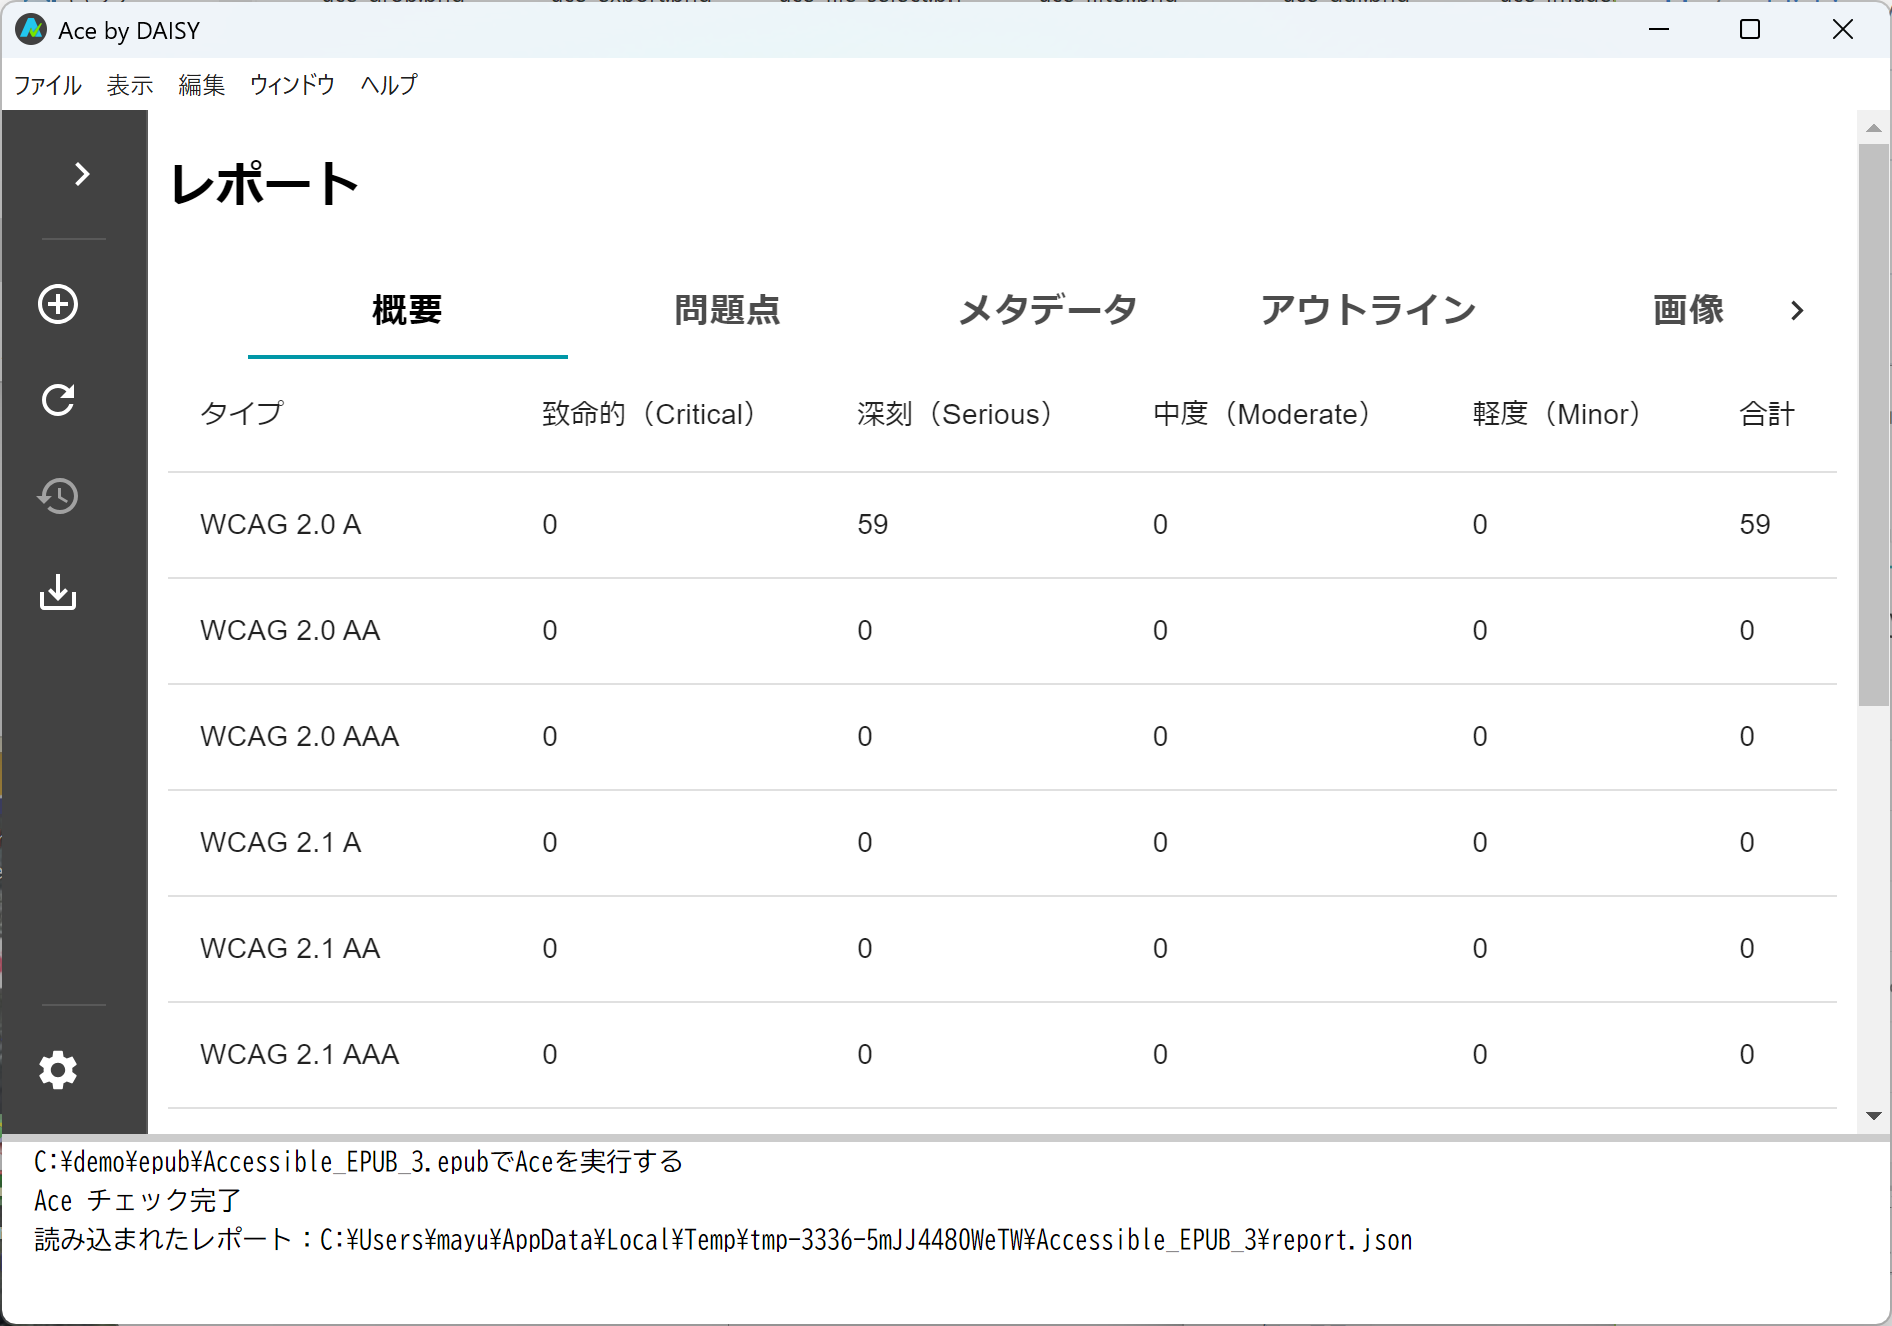 Ace by DAISY
ファイル 表示 編集 ウィンドウ ヘルプ
レポート
概要 問題点 メタデータ アウトライン 画像
タイプ 致命的（Critical） 深刻（Serious） 中度（Moderate） 軽度（Minor） 合計
WCAG 2.0 A 0 59 0 0 59
WCAG 2.0 AA 0 0 0 0 0
WCAG 2.0 AAA 0 0 0 0 0
WCAG 2.1 A 0 0 0 0 0
WCAG 2.1 AA 0 0 0 0 0
WCAG 2.1 AAA 0 0 0 0 0
C:¥demo¥epub¥Accessible_EPUB_3.epubでAceを実行する
Ace チェック完了
読み込まれたレポート：C:¥Users¥mayu¥AppData¥Local¥Temp¥tmp-3336-5mJJ448OWeTW¥Accessible_EPUB_3¥report.json